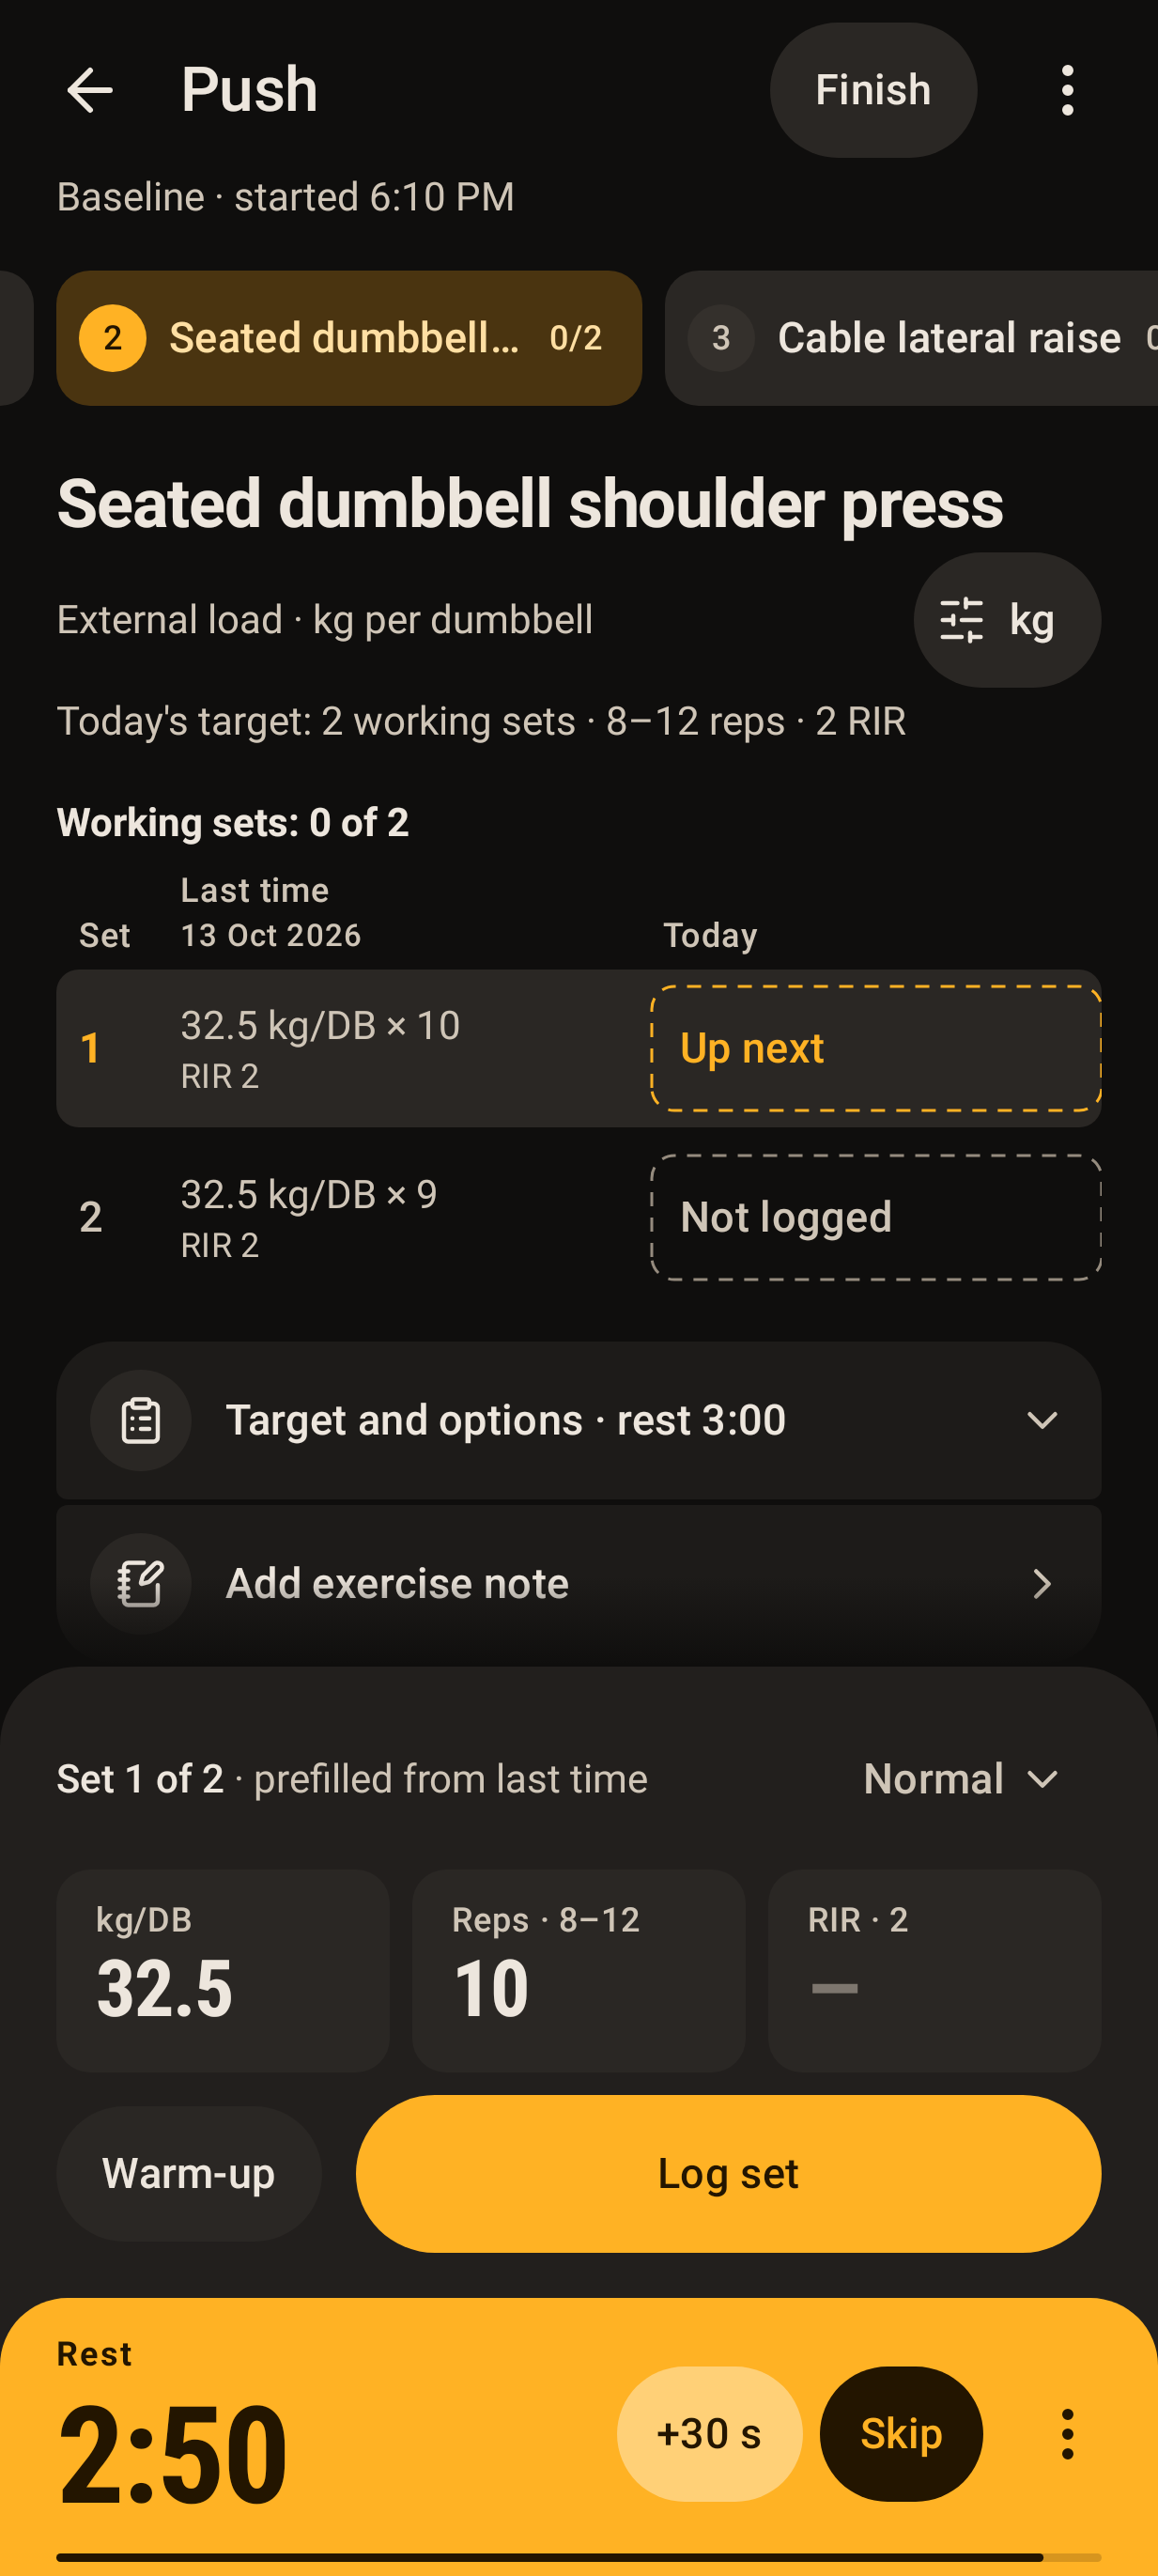 Push
Finish
Baseline · started 6:10 PM
2 Seated dumbbell... 0/2
3 Cable lateral raise 0
Seated dumbbell shoulder press
External load · kg per dumbbell
kg
Today's target: 2 working sets · 8–12 reps · 2 RIR
Working sets: 0 of 2
Last time
Set 13 Oct 2026 Today
1 32.5 kg/DB × 10 Up next
RIR 2
2 32.5 kg/DB × 9 Not logged
RIR 2
Target and options · rest 3:00
Add exercise note
Set 1 of 2 · prefilled from last time Normal
kg/DB Reps · 8–12 RIR · 2
32.5 10 —
Warm-up Log set
Rest
2:50 +30 s Skip